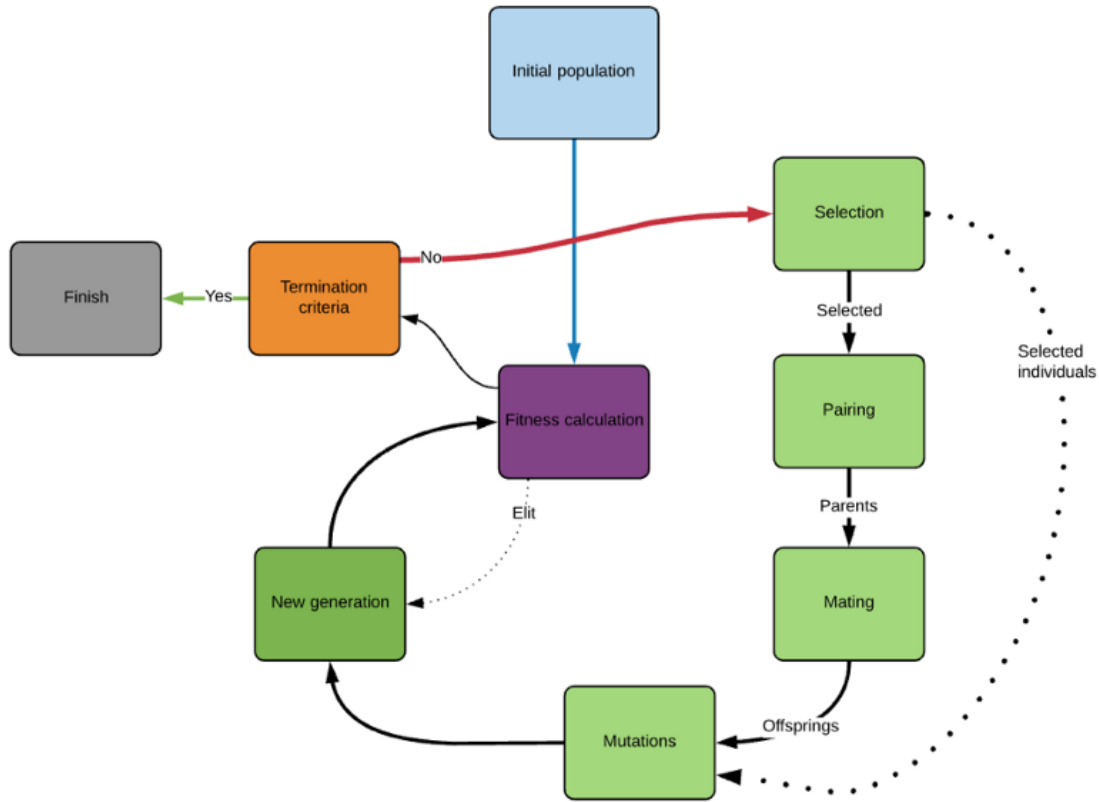 Initial population
Selection
No
Finish
Yes
Termination
criteria
Selected
Selected
individuals
Fitness calculation
Pairing
Parents
Elit
New generation
Mating
Offsprings
Mutations